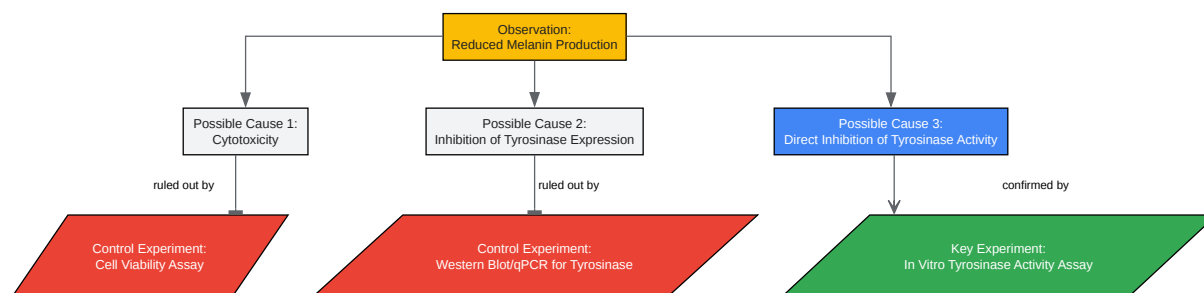 Observation:
Reduced Melanin Production
Possible Cause 1:
Cytotoxicity
Possible Cause 2:
Inhibition of Tyrosinase Expression
Possible Cause 3:
Direct Inhibition of Tyrosinase Activity
ruled out by
ruled out by
confirmed by
Control Experiment:
Cell Viability Assay
Control Experiment:
Western Blot/qPCR for Tyrosinase
Key Experiment:
In Vitro Tyrosinase Activity Assay